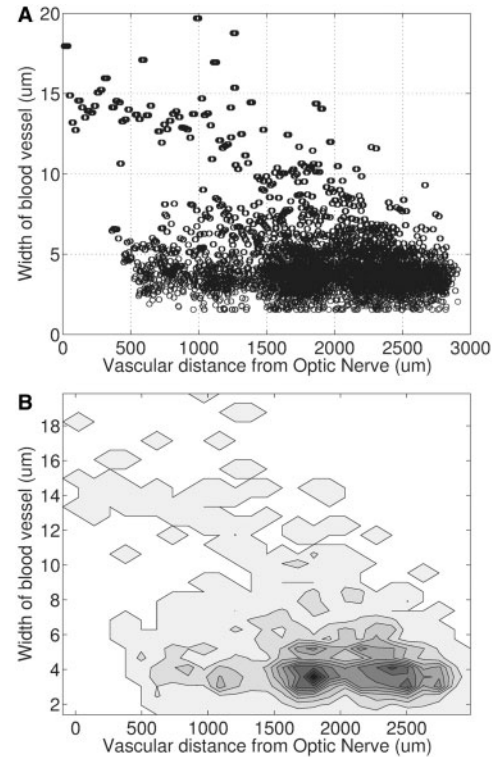 A
20
15
10
5
0
Width of blood vessel (um)
0 500 1000 1500 2000 2500 3000
Vascular distance from Optic Nerve (um)
B
18
16
14
12
10
8
6
4
2
Width of blood vessel (um)
0 500 1000 1500 2000 2500
Vascular distance from Optic Nerve (um)